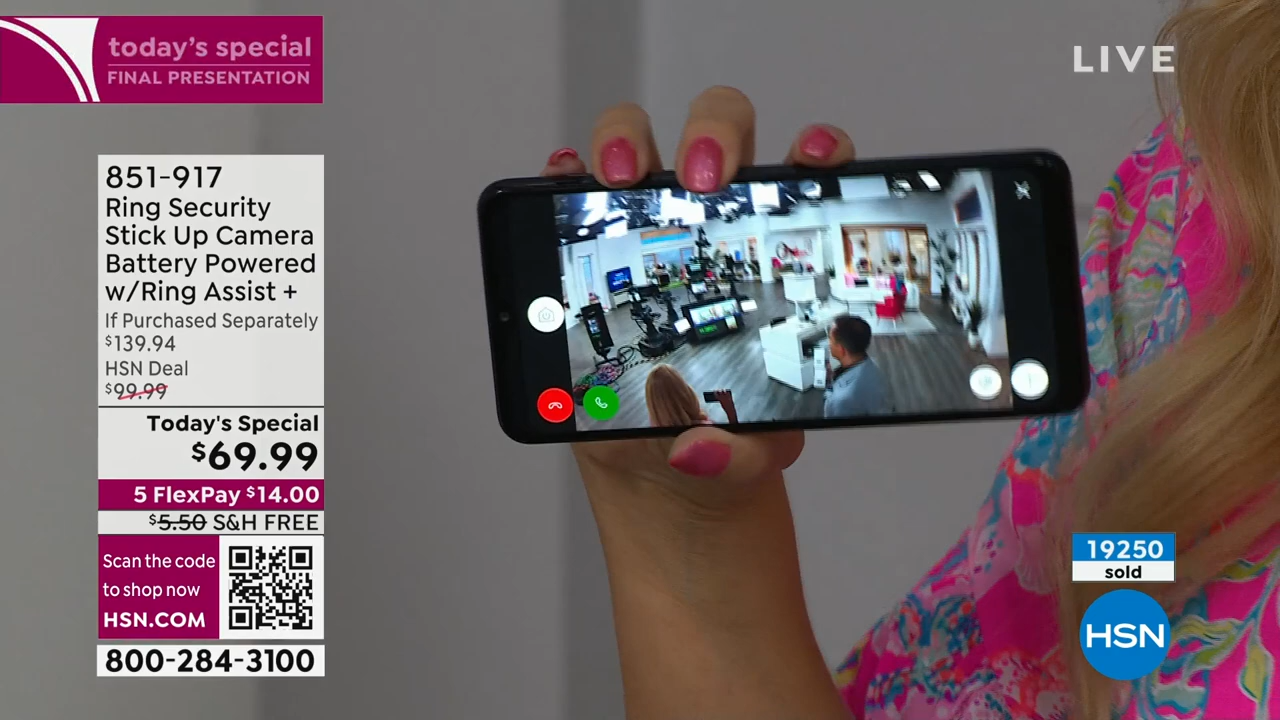 today's special
FINAL PRESENTATION
LIVE
851-917
Ring Security
Stick Up Camera
Battery Powered
w/Ring Assist +
If Purchased Separately
$139.94
HSN Deal
$99.99
Today's Special
$69.99
5 FlexPay $14.00
$5.50 S&H FREE
Scan the code
to shop now
HSN.COM
800-284-3100
19250
sold
HSN